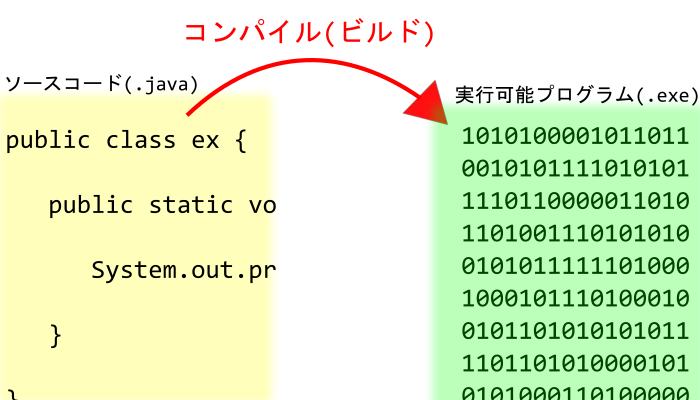 コンパイル(ビルド)
ソースコード(.java)
public class ex {
public static vo
System.out.pr
}
}
実行可能プログラム(.exe)
1010100001011011
0010101111010101
1110110000011010
1101001110101010
0101011111101000
1000101110100010
0101101010101011
1101101010000101
0101000110100000